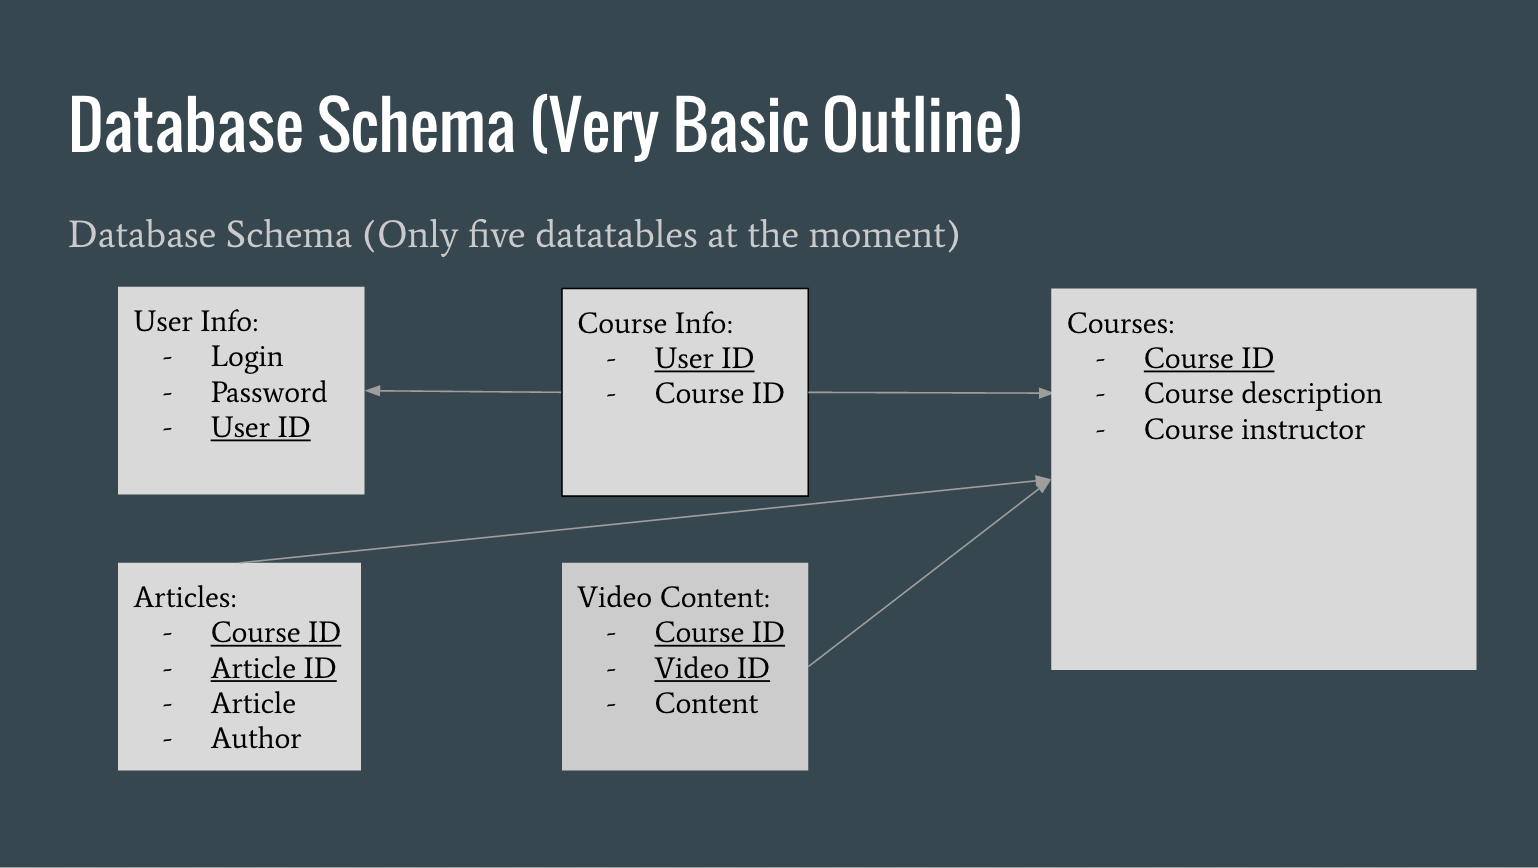 Database Schema (Very Basic Outline)
Database Schema (Only five datatables at the moment)
User Info:
- Login
- Password
- User ID
Course Info:
- User ID
- Course ID
Courses:
- Course ID
- Course description
- Course instructor
Articles:
- Course ID
- Article ID
- Article
- Author
Video Content:
- Course ID
- Video ID
- Content